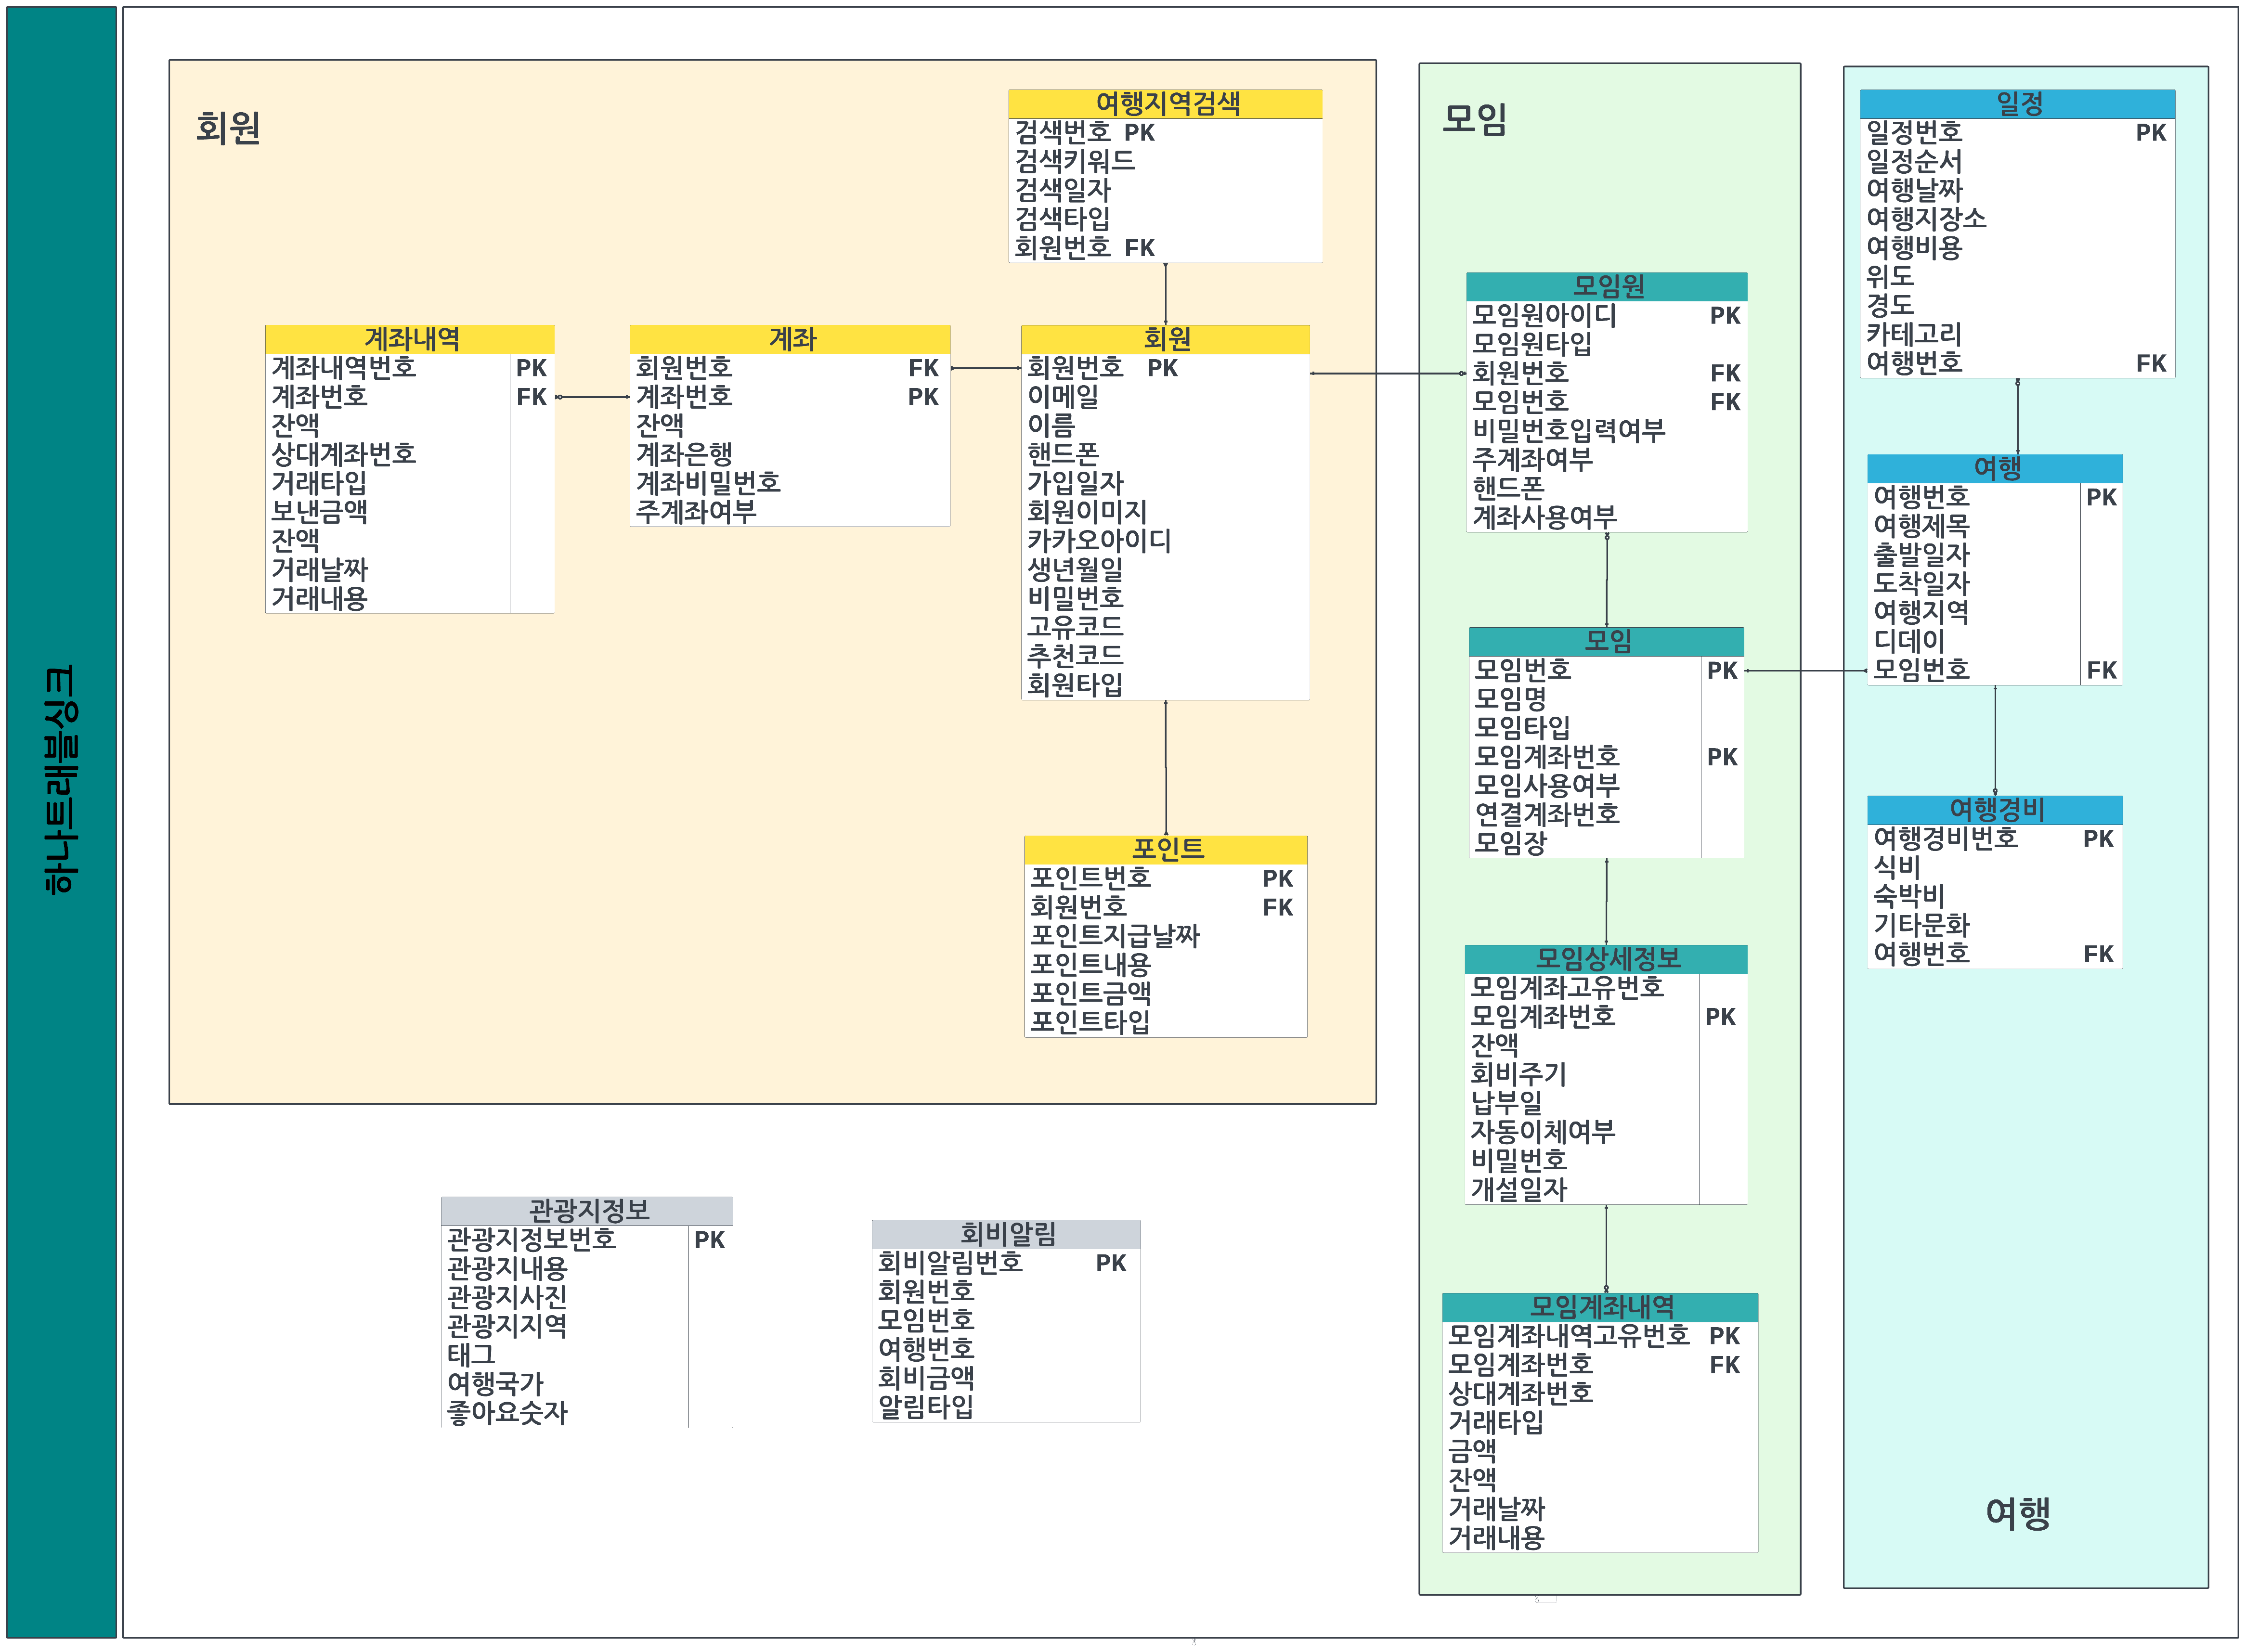 하나트래블싱크
회원
여행지역검색
검색번호 PK
검색키워드
검색일자
검색타입
회원번호 FK
계좌내역
계좌내역번호 PK
계좌번호 FK
잔액
상대계좌번호
거래타입
보낸금액
잔액
거래날짜
거래내용
계좌
회원번호 FK
계좌번호 PK
잔액
계좌은행
계좌비밀번호
주계좌여부
회원
회원번호 PK
이메일
이름
핸드폰
가입일자
회원이미지
카카오아이디
생년월일
비밀번호
고유코드
추천코드
회원타입
포인트
포인트번호 PK
회원번호 FK
포인트지급날짜
포인트내용
포인트금액
포인트타입
관광지정보
관광지정보번호 PK
관광지내용
관광지사진
관광지지역
태그
여행국가
좋아요숫자
회비알림
회비알림번호 PK
회원번호
모임번호
여행번호
회비금액
알림타입
모임
모임원
모임원아이디 PK
모임원타입
회원번호 FK
모임번호 FK
비밀번호입력여부
주계좌여부
핸드폰
계좌사용여부
모임
모임번호 PK
모임명
모임타입
모임계좌번호 PK
모임사용여부
연결계좌번호
모임장
모임상세정보
모임계좌고유번호
모임계좌번호 PK
잔액
회비주기
납부일
자동이체여부
비밀번호
개설일자
모임계좌내역
모임계좌내역고유번호 PK
모임계좌번호 FK
상대계좌번호
거래타입
금액
잔액
거래날짜
거래내용
일정
일정번호 PK
일정순서
여행날짜
여행지장소
여행비용
위도
경도
카테고리
여행번호 FK
여행
여행번호 PK
여행제목
출발일자
도착일자
여행지역
디데이
모임번호 FK
여행경비
여행경비번호 PK
식비
숙박비
기타문화
여행번호 FK
여행